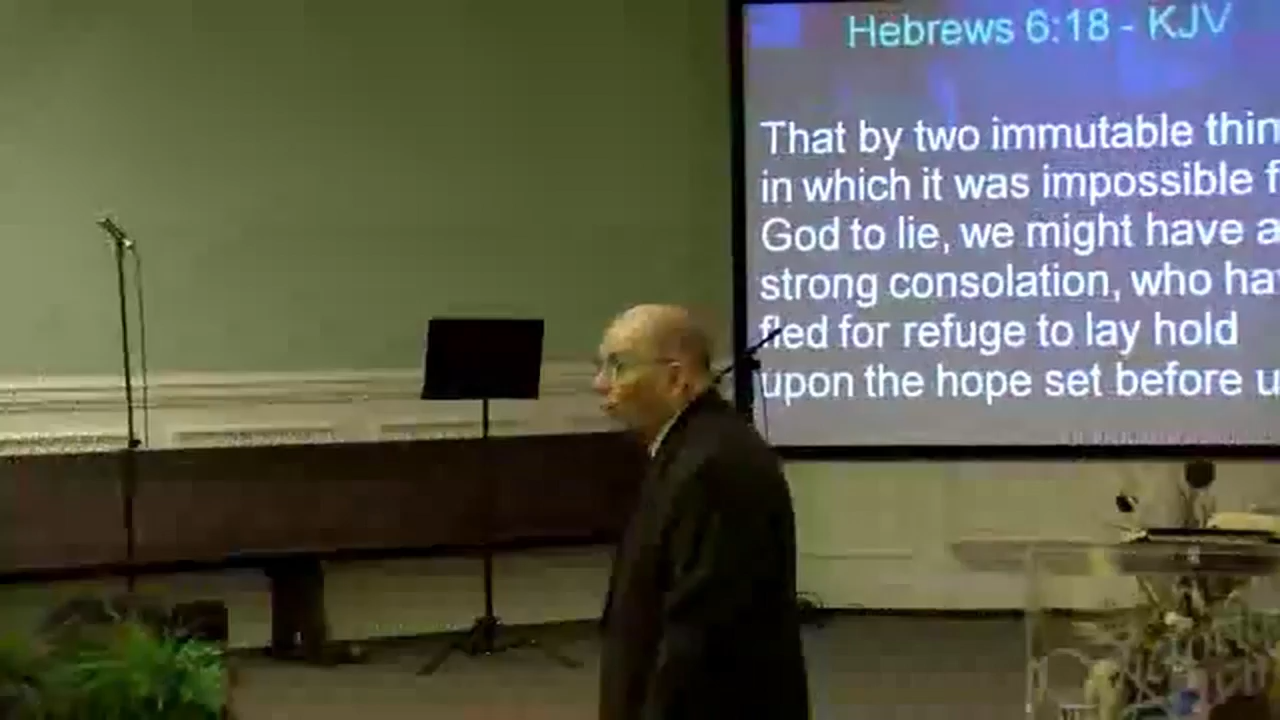 Hebrews 6:18 - KJV
That by two immutable thin
in which it was impossible f
God to lie, we might have a
strong consolation, who ha
fled for refuge to lay hold
upon the hope set before u